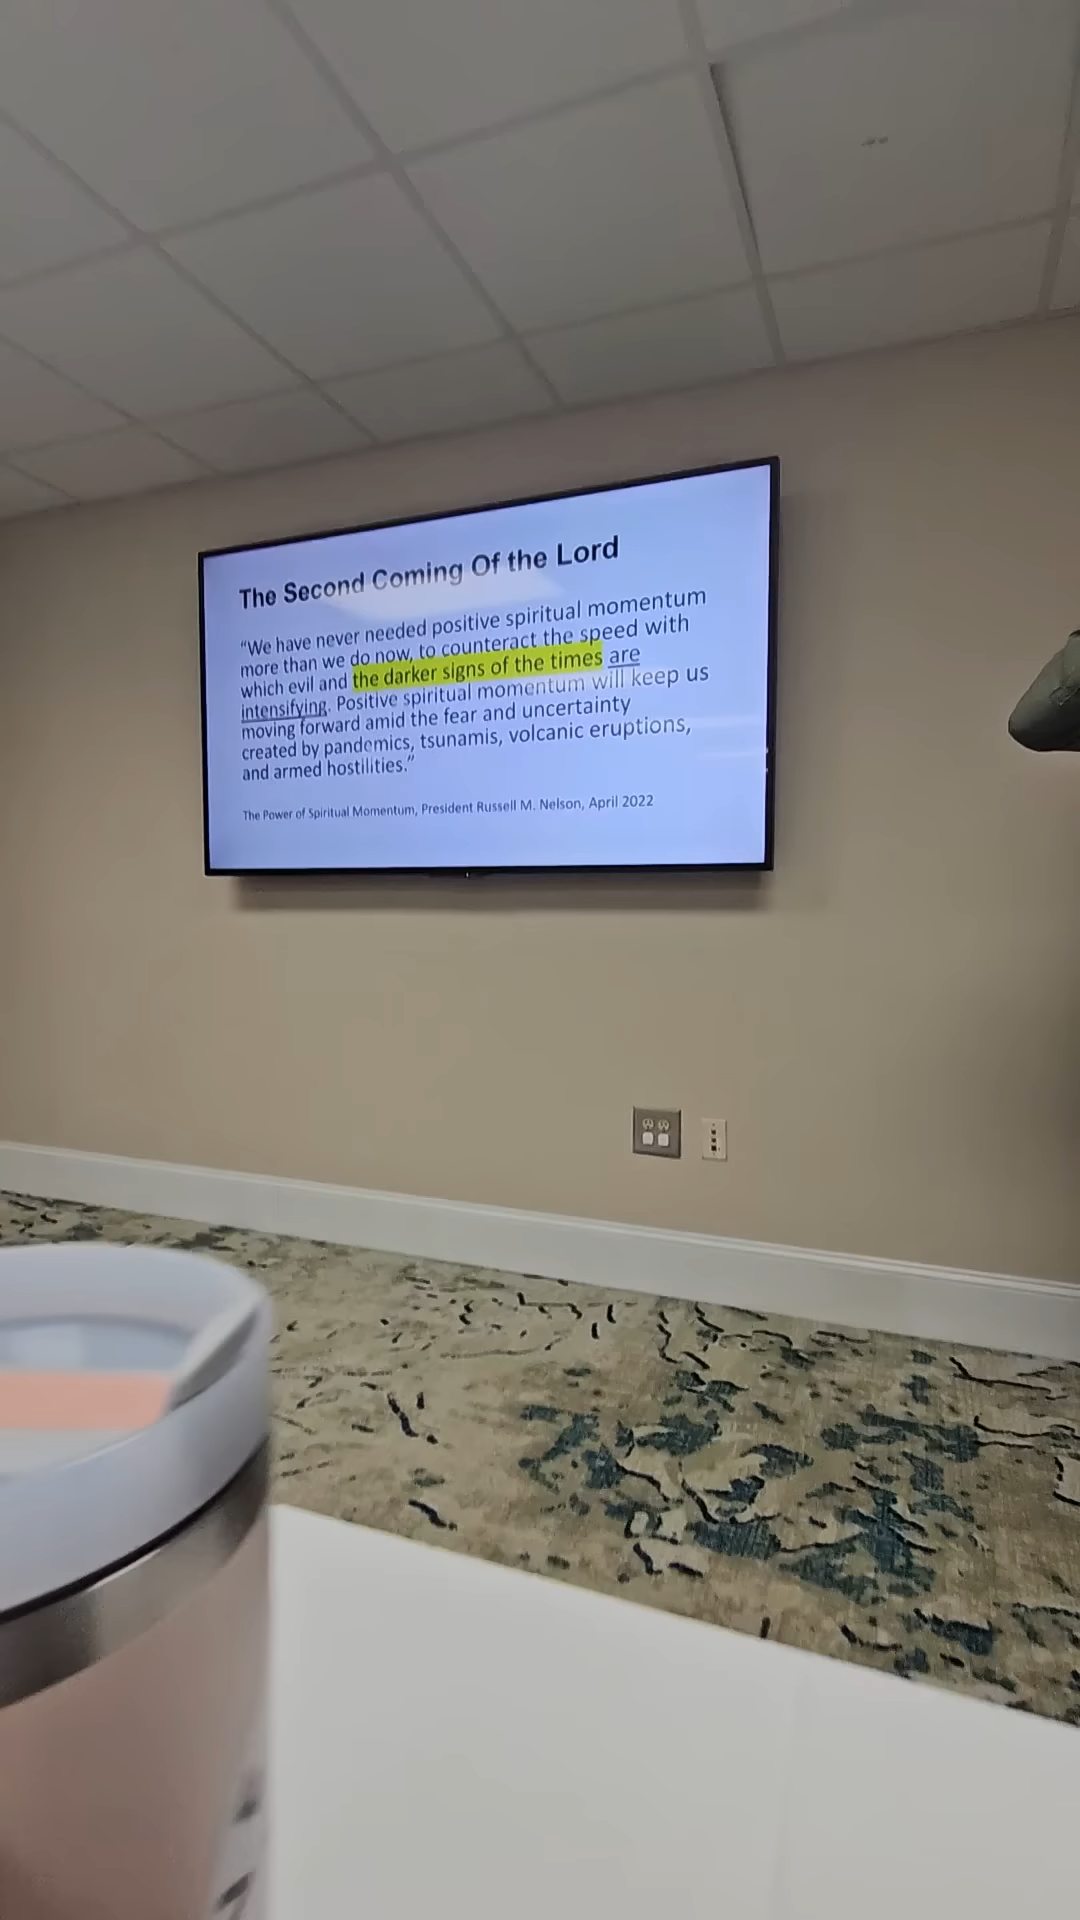 The Second Coming Of the Lord
“We have never needed positive spiritual momentum
more than we do now, to counteract the speed with
which evil and the darker signs of the times are
intensifying. Positive spiritual momentum will keep us
moving forward amid the fear and uncertainty
created by pandemics, tsunamis, volcanic eruptions,
and armed hostilities.”
The Power of Spiritual Momentum, President Russell M. Nelson, April 2022